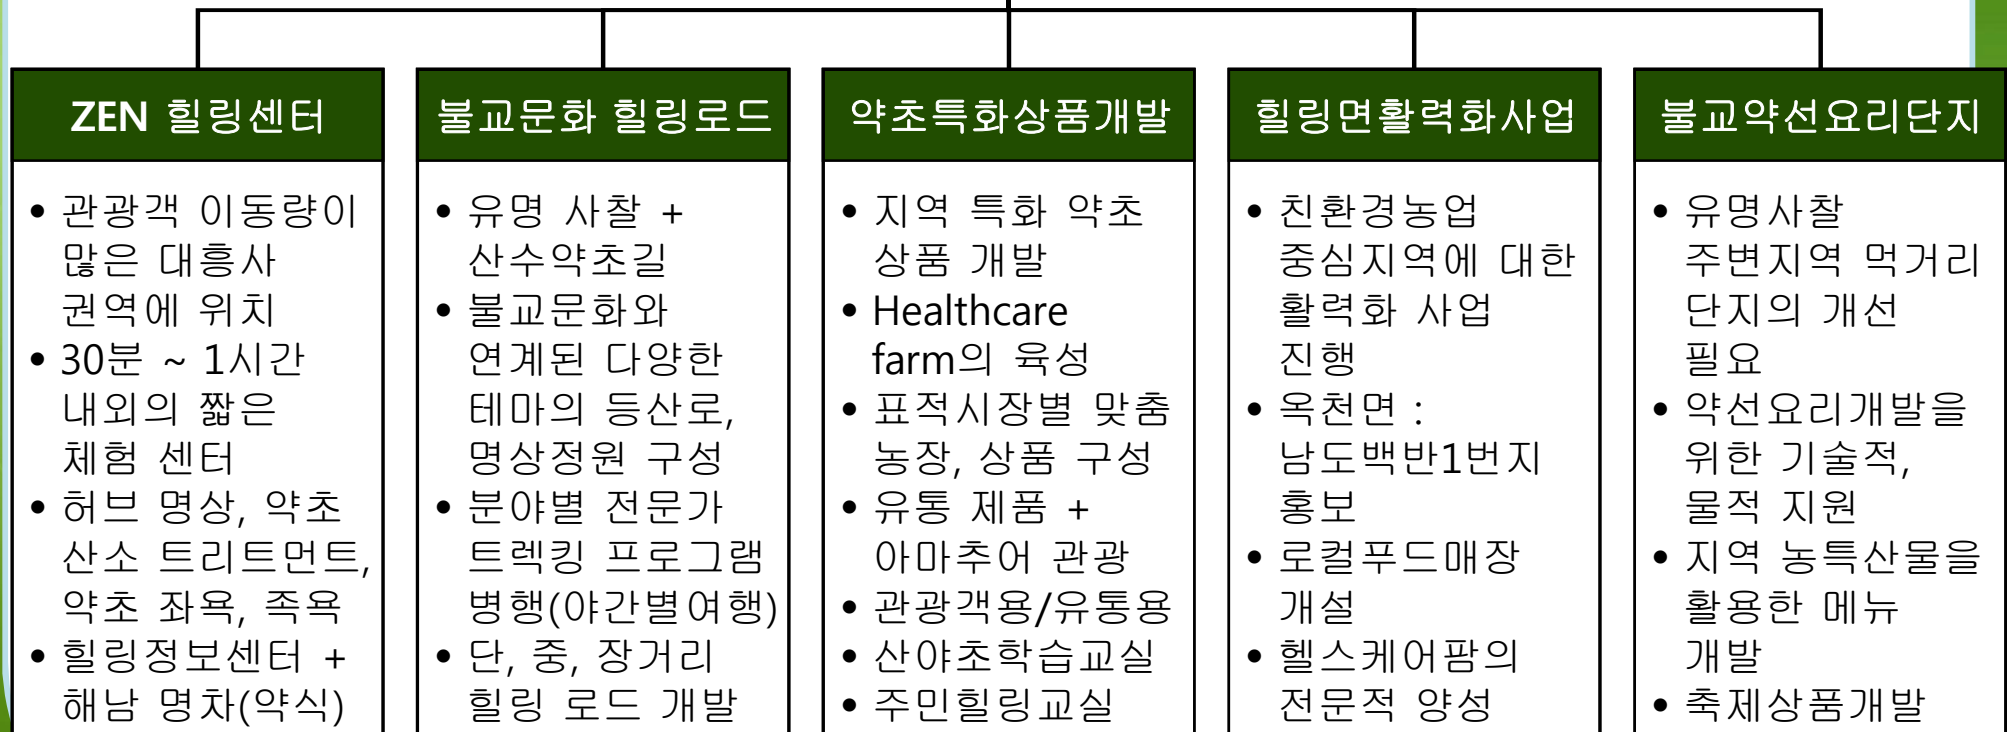 ZEN 힐링센터
• 관광객 이동량이
많은 대흥사
권역에 위치
• 30분 ~ 1시간
내외의 짧은
체험 센터
• 허브 명상, 약초
산소 트리트먼트,
약초 좌욕, 족욕
• 힐링정보센터 +
해남 명차(약식)
불교문화 힐링로드
• 유명 사찰 +
산수약초길
• 불교문화와
연계된 다양한
테마의 등산로,
명상정원 구성
• 분야별 전문가
트렉킹 프로그램
병행(야간별여행)
• 단, 중, 장거리
힐링 로드 개발
약초특화상품개발
• 지역 특화 약초
상품 개발
• Healthcare
farm의 육성
• 표적시장별 맞춤
농장, 상품 구성
• 유통 제품 +
아마추어 관광
• 관광객용/유통용
• 산야초학습교실
• 주민힐링교실
힐링면활력화사업
• 친환경농업
중심지역에 대한
활력화 사업
진행
• 옥천면 :
남도백반1번지
홍보
• 로컬푸드매장
개설
• 헬스케어팜의
전문적 양성
불교약선요리단지
• 유명사찰
주변지역 먹거리
단지의 개선
필요
• 약선요리개발을
위한 기술적,
물적 지원
• 지역 농특산물을
활용한 메뉴
개발
• 축제상품개발